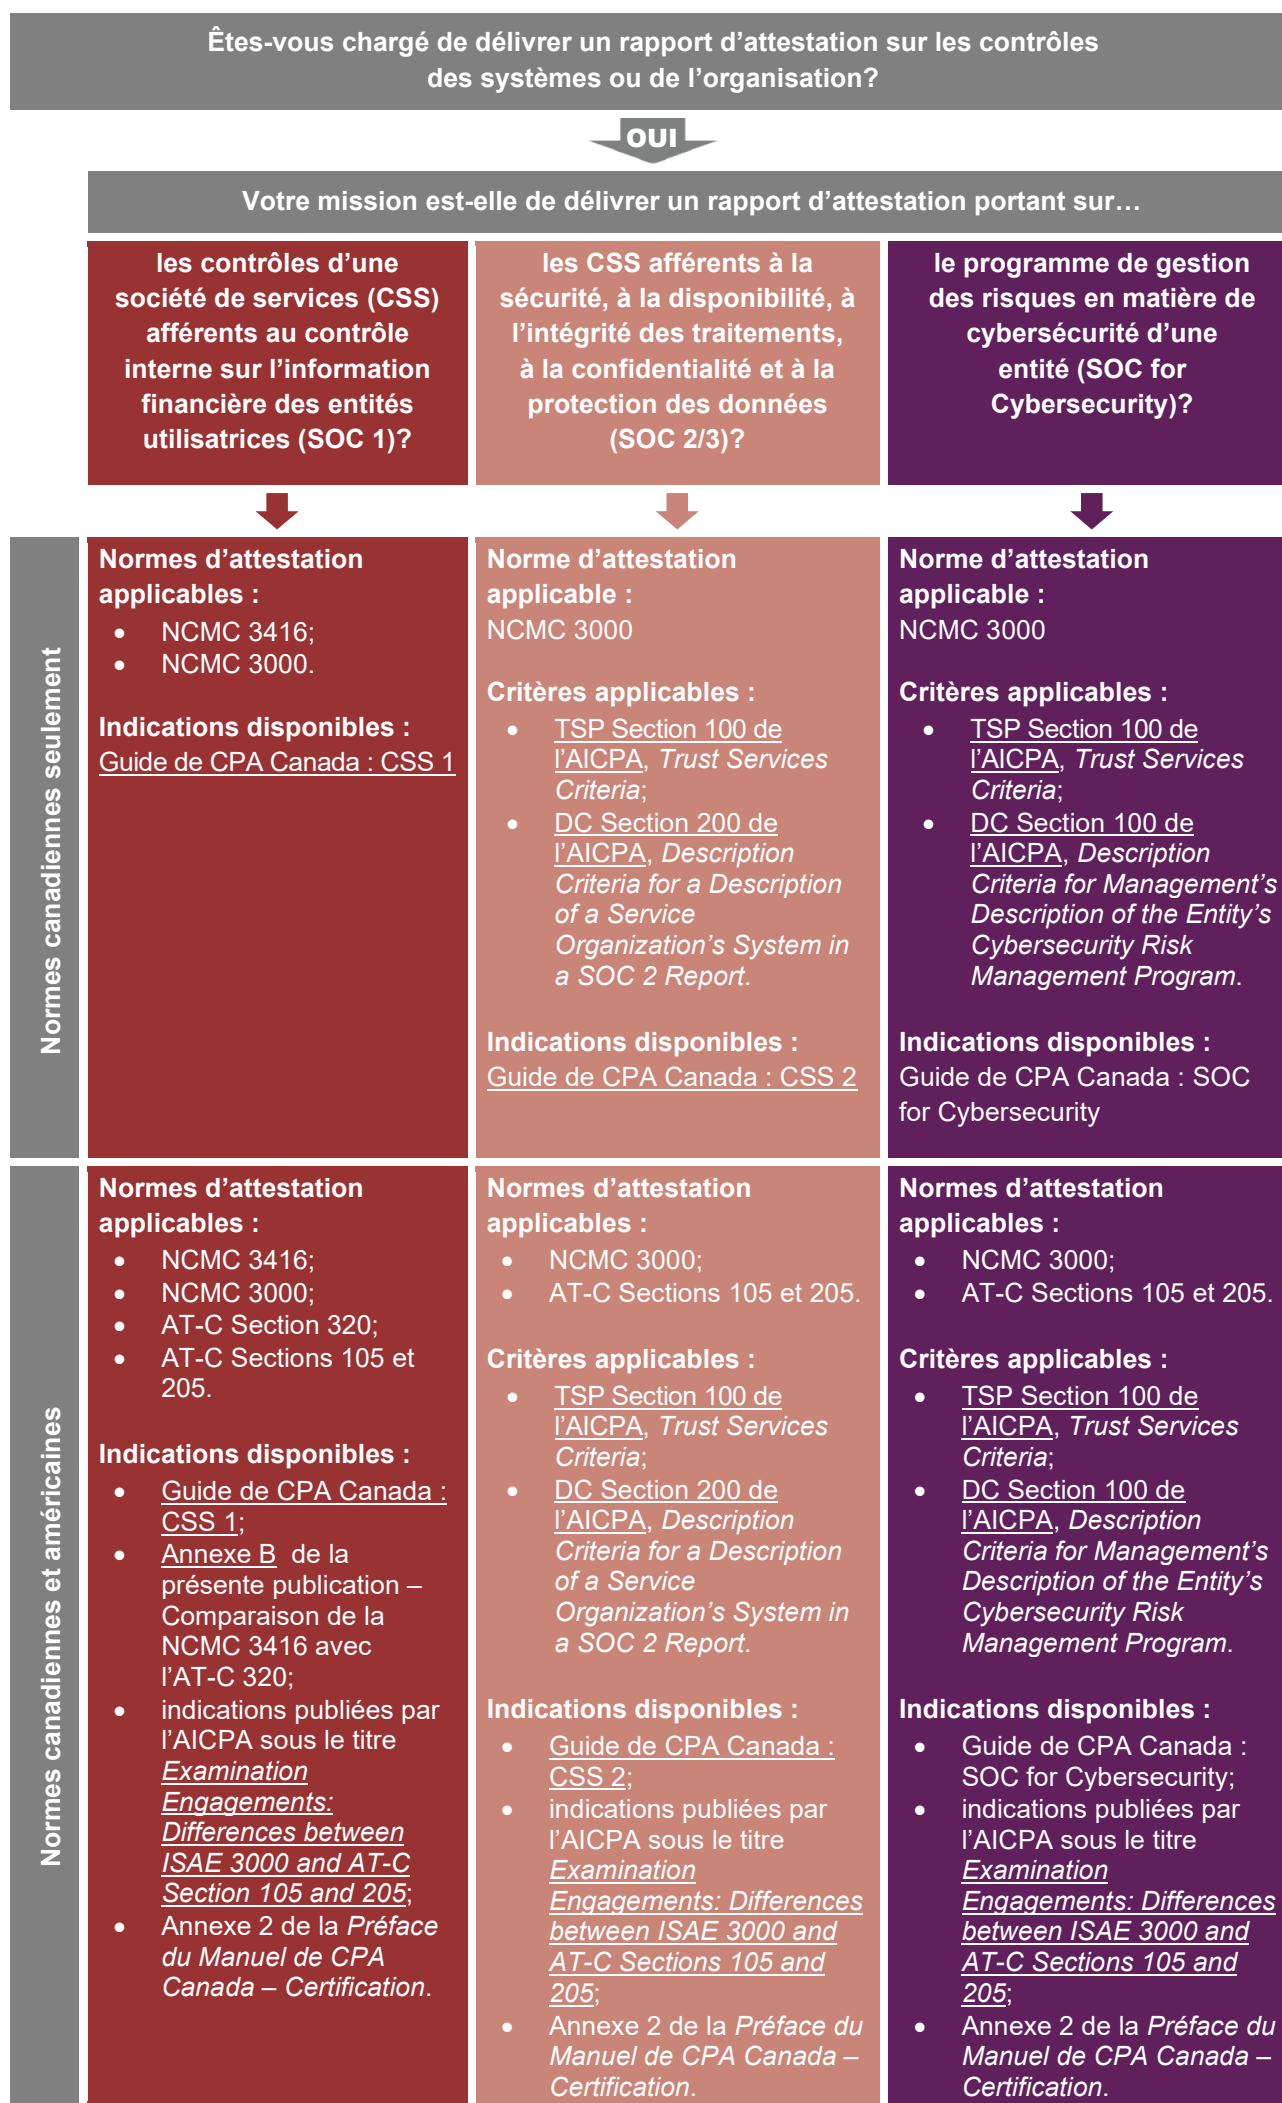 Êtes-vous chargé de délivrer un rapport d’attestation sur les contrôles
des systèmes ou de l’organisation?
OUI
Votre mission est-elle de délivrer un rapport d’attestation portant sur…
les contrôles d’une
société de services (CSS)
afférents au contrôle
interne sur l’information
financière des entités
utilisatrices (SOC 1)?
les CSS afférents à la
sécurité, à la disponibilité, à
l’intégrité des traitements,
à la confidentialité et à la
protection des données
(SOC 2/3)?
le programme de gestion
des risques en matière de
cybersécurité d’une
entité (SOC for
Cybersecurity)?
Normes canadiennes seulement
Normes d’attestation
applicables :
• NCMC 3416;
• NCMC 3000.
Indications disponibles :
Guide de CPA Canada : CSS 1
Norme d’attestation
applicable :
NCMC 3000
Critères applicables :
• TSP Section 100 de
l’AICPA, Trust Services
Criteria;
• DC Section 200 de
l’AICPA, Description
Criteria for a Description
of a Service
Organization’s System in
a SOC 2 Report.
Indications disponibles :
Guide de CPA Canada : CSS 2
Norme d’attestation
applicable :
NCMC 3000
Critères applicables :
• TSP Section 100 de
l’AICPA, Trust Services
Criteria;
• DC Section 100 de
l’AICPA, Description
Criteria for Management’s
Description of the Entity’s
Cybersecurity Risk
Management Program.
Indications disponibles :
Guide de CPA Canada : SOC
for Cybersecurity
Normes canadiennes et américaines
Normes d’attestation
applicables :
• NCMC 3416;
• NCMC 3000;
• AT-C Section 320;
• AT-C Sections 105 et
205.
Indications disponibles :
• Guide de CPA Canada :
CSS 1;
• Annexe B de la
présente publication –
Comparaison de la
NCMC 3416 avec
l’AT-C 320;
• indications publiées par
l’AICPA sous le titre
Examination
Engagements:
Differences between
ISAE 3000 and AT-C
Section 105 and 205;
• Annexe 2 de la Préface
du Manuel de CPA
Canada – Certification.
Normes d’attestation
applicables :
• NCMC 3000;
• AT-C Sections 105 et 205.
Critères applicables :
• TSP Section 100 de
l’AICPA, Trust Services
Criteria;
• DC Section 200 de
l’AICPA, Description
Criteria for a Description
of a Service
Organization’s System in
a SOC 2 Report.
Indications disponibles :
• Guide de CPA Canada :
CSS 2;
• indications publiées par
l’AICPA sous le titre
Examination
Engagements: Differences
between ISAE 3000 and
AT-C Sections 105 and
205;
• Annexe 2 de la Préface du
Manuel de CPA Canada –
Certification.
Normes d’attestation
applicables :
• NCMC 3000;
• AT-C Sections 105 et 205.
Critères applicables :
• TSP Section 100 de
l’AICPA, Trust Services
Criteria;
• DC Section 100 de
l’AICPA, Description
Criteria for Management’s
Description of the Entity’s
Cybersecurity Risk
Management Program.
Indications disponibles :
• Guide de CPA Canada :
SOC for Cybersecurity;
• indications publiées par
l’AICPA sous le titre
Examination
Engagements: Differences
between ISAE 3000 and
AT-C Sections 105 and
205;
• Annexe 2 de la Préface du
Manuel de CPA Canada –
Certification.